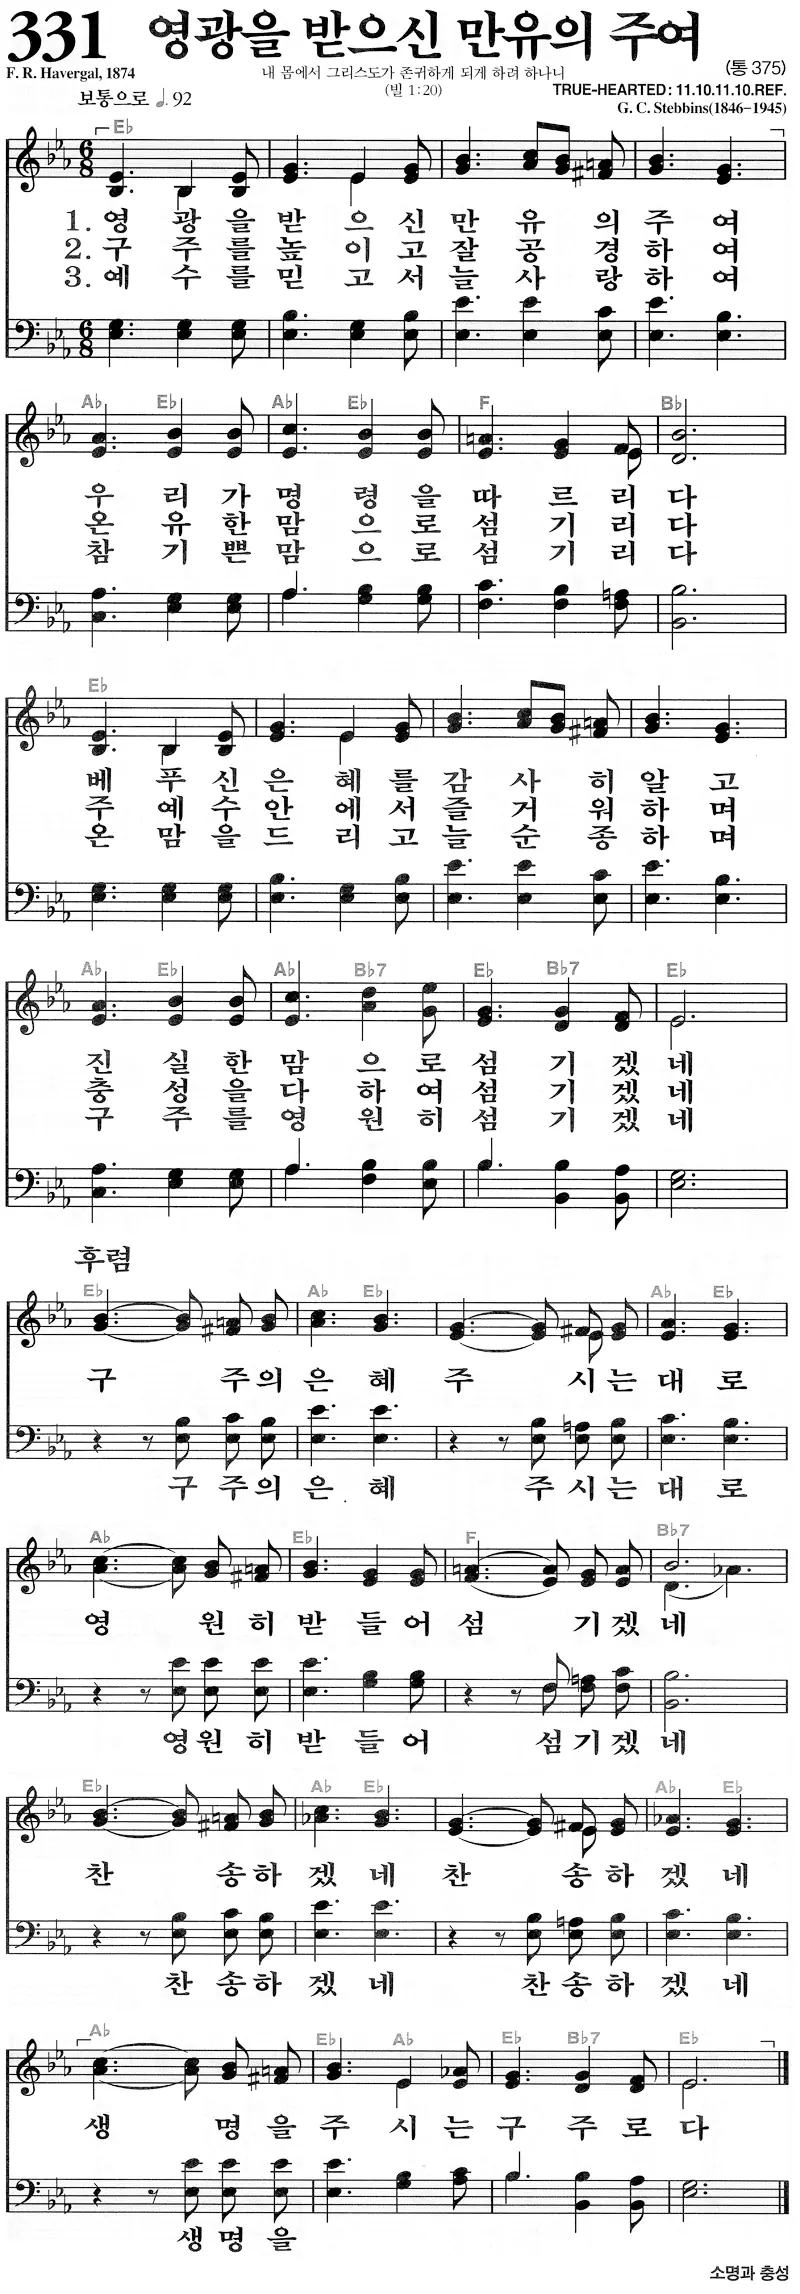 331 영광을 받으신 만유의 주여
F. R. Havergal, 1874 내 몸에서 그리스도가 존귀하게 되게 하려 하나니 (통 375)
보통으로 ♩. 92 (빌 1:20) TRUE-HEARTED: 11.10.11.10.REF.
G. C. Stebbins(1846-1945)
E♭
6 8
1. 영 광 을 받 으 신 만 유 의 주 여
2. 구 주 를 높 이 고 잘 공 경 하 여
3. 예 수 를 믿 고 서 늘 사 랑 하 여
6 8
A♭ E♭ A♭ E♭ F B♭
우 리 가 명 령 을 따 르 리 다
온 유 한 맘 으 로 섬 기 리 다
참 기 쁜 맘 으 로 섬 기 리 다
E♭
베 푸 신 은 혜 를 감 사 히 알 고
주 예 수 안 에 서 즐 거 워 하 며
온 맘 을 드 리 고 늘 순 종 하 며
A♭ E♭ A♭ B♭7 E♭ B♭7 E♭
진 실 한 맘 으 로 섬 기 겠 네
충 성 을 다 하 여 섬 기 겠 네
구 주 를 영 원 히 섬 기 겠 네
후렴
E♭ A♭ E♭ A♭ E♭
구 주 의 은 혜 주 시 는 대 로
구 주 의 은 혜 주 시 는 대 로
A♭ E♭ F B♭7
영 원 히 받 들 어 섬 기 겠 네
영 원 히 받 들 어 섬 기 겠 네
E♭ A♭ E♭ A♭ E♭
찬 송 하 겠 네 찬 송 하 겠 네
찬 송 하 겠 네 찬 송 하 겠 네
A♭ E♭ A♭ E♭ B♭7 E♭
생 명 을 주 시 는 구 주 로 다
생 명 을
소명과 충성